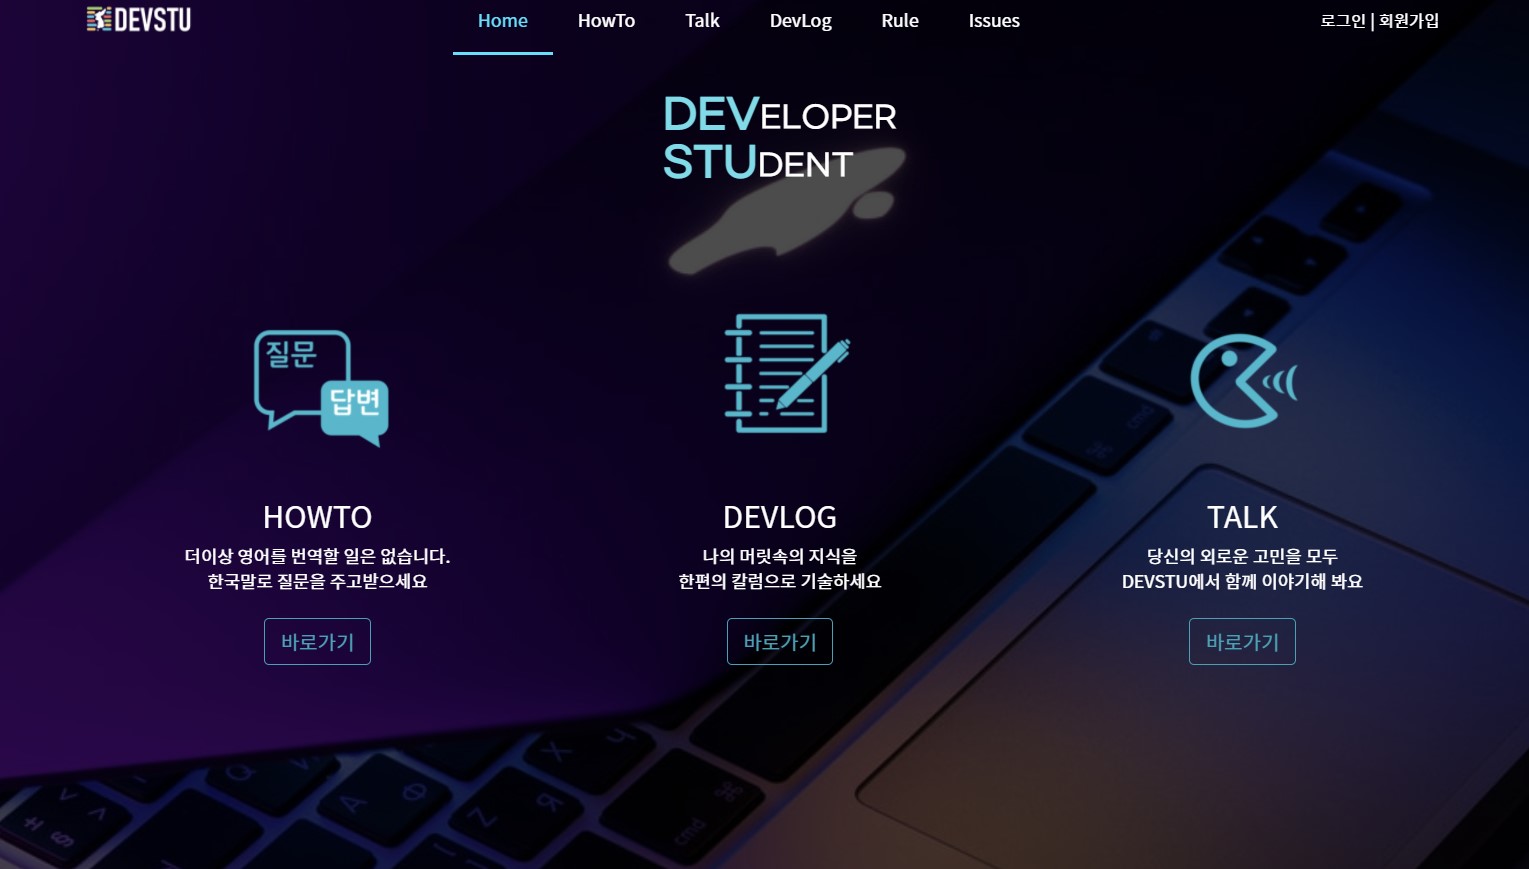 DEVSTU
Home
HowTo
Talk
DevLog
Rule
Issues
로그인 | 회원가입
DEVELOPER
STUDENT
질문
답변
HOWTO
더이상 영어를 번역할 일은 없습니다.
한국말로 질문을 주고받으세요
바로가기
DEVLOG
나의 머릿속의 지식을
한편의 칼럼으로 기술하세요
바로가기
TALK
당신의 외로운 고민을 모두
DEVSTU에서 함께 이야기해 봐요
바로가기
cmd
cmd